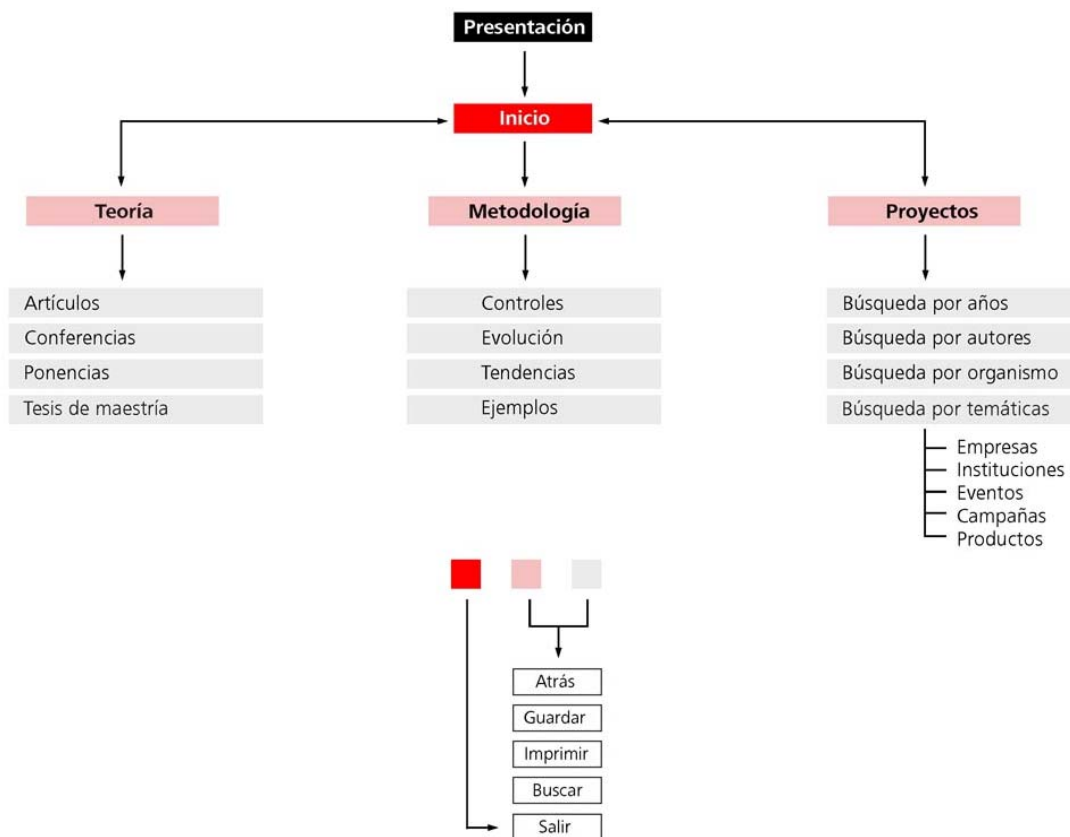 Presentación
Inicio
Teoría
Metodología
Proyectos
Artículos
Conferencias
Ponencias
Tesis de maestría
Controles
Evolución
Tendencias
Ejemplos
Búsqueda por años
Búsqueda por autores
Búsqueda por organismo
Búsqueda por temáticas
Empresas
Instituciones
Eventos
Campañas
Productos
Atrás
Guardar
Imprimir
Buscar
Salir